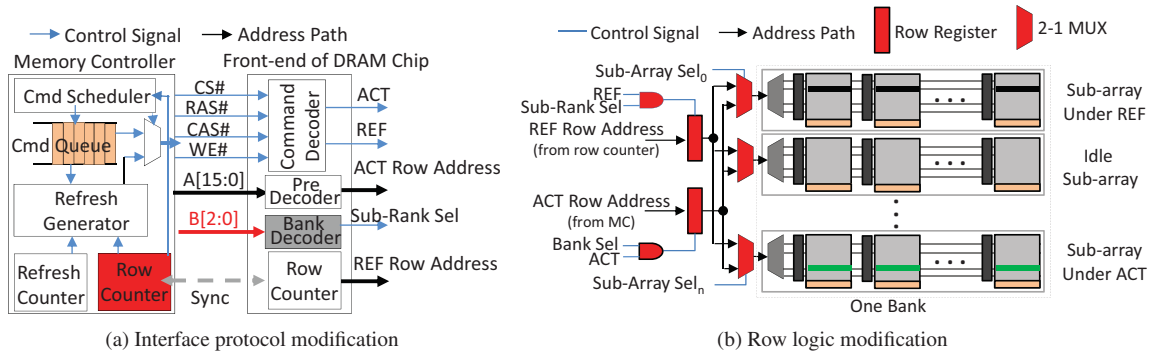 Control Signal
Address Path
Memory Controller
Front-end of DRAM Chip
Cmd Scheduler
Cmd Queue
Refresh Generator
Refresh Counter
Row Counter
CS#
RAS#
CAS#
WE#
A[15:0]
B[2:0]
Sync
Command Decoder
Pre Decoder
Bank Decoder
Row Counter
ACT
REF
ACT Row Address
Sub-Rank Sel
REF Row Address
(a) Interface protocol modification
Control Signal
Address Path
Row Register
2-1 MUX
Sub-Array Sel0
REF
Sub-Rank Sel
REF Row Address
(from row counter)
ACT Row Address
(from MC)
Bank Sel
ACT
Sub-Array Seln
Sub-array
Under REF
Idle
Sub-array
Sub-array
Under ACT
One Bank
(b) Row logic modification